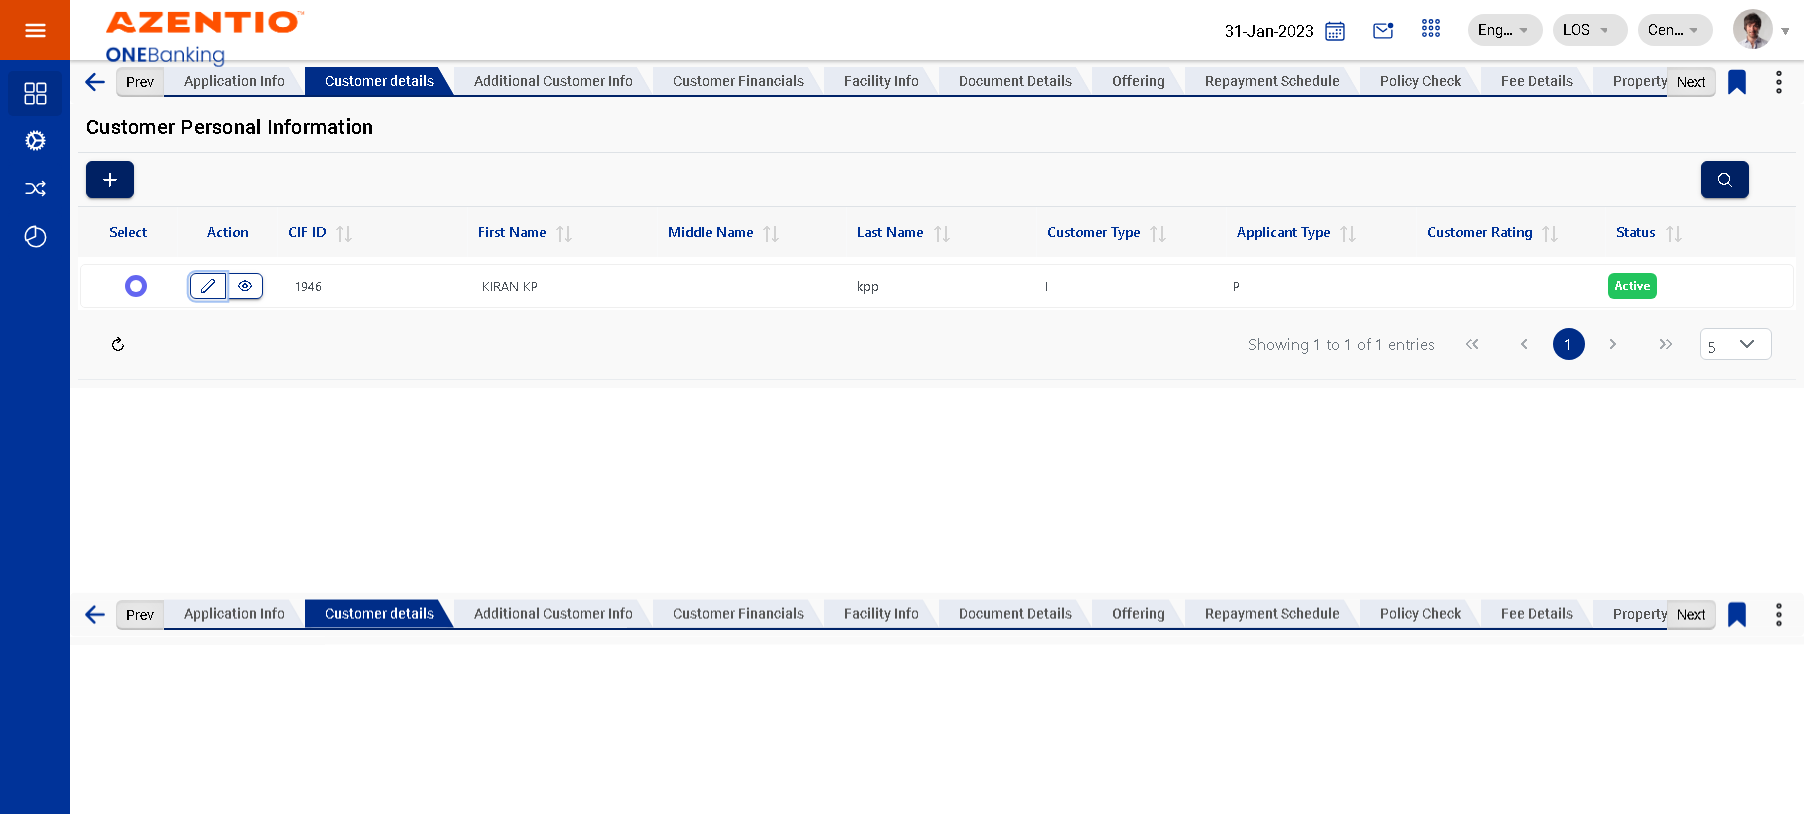 AZENTIO™
ONEBanking
31-Jan-2023 Eng... LOS Cen...
Prev Application Info Customer details Additional Customer Info Customer Financials Facility Info Document Details Offering Repayment Schedule Policy Check Fee Details Property Next
Customer Personal Information
Select Action CIF ID First Name Middle Name Last Name Customer Type Applicant Type Customer Rating Status
1946 KIRAN KP kpp I P Active
Showing 1 to 1 of 1 entries 1 5
Prev Application Info Customer details Additional Customer Info Customer Financials Facility Info Document Details Offering Repayment Schedule Policy Check Fee Details Property Next